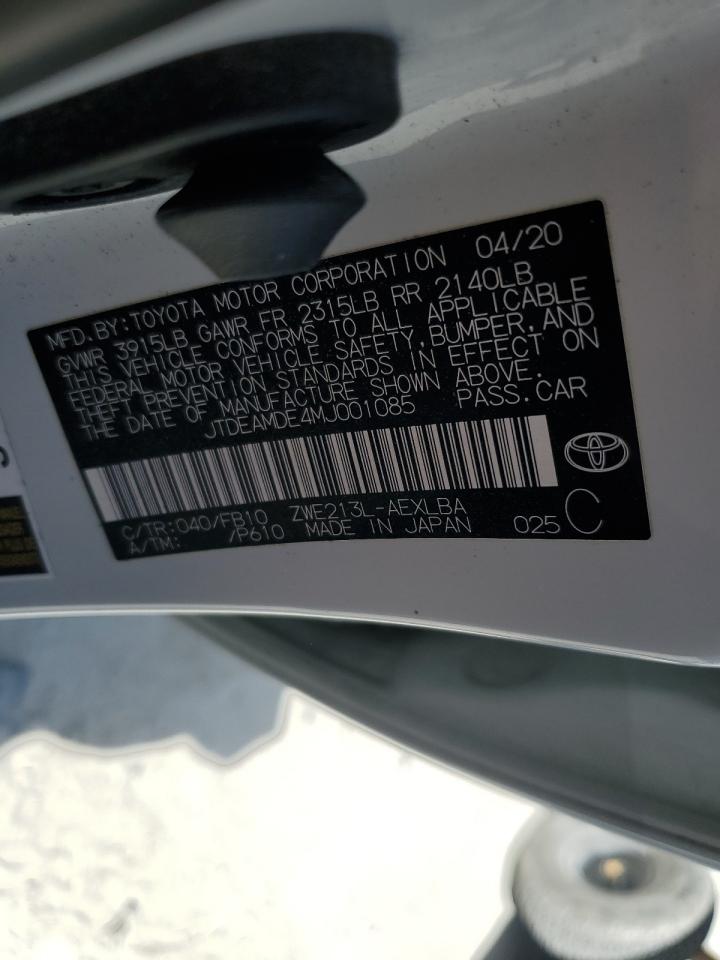 MFD.BY:TOYOTA MOTOR CORPORATION 04/20
GVWR 3915LB GAWR FR 2315LB RR 2140LB
THIS VEHICLE CONFORMS TO ALL APPLICABLE
FEDERAL MOTOR VEHICLE SAFETY,BUMPER,AND
THEFT PREVENTION STANDARDS IN EFFECT ON
THE DATE OF MANUFACTURE SHOWN ABOVE.
JTDEAMDE4MJ001085 PASS.CAR
C/TR:040/FB10 ZWE213L-AEXLBA
A/TM: /P610 MADE IN JAPAN 025 C
C